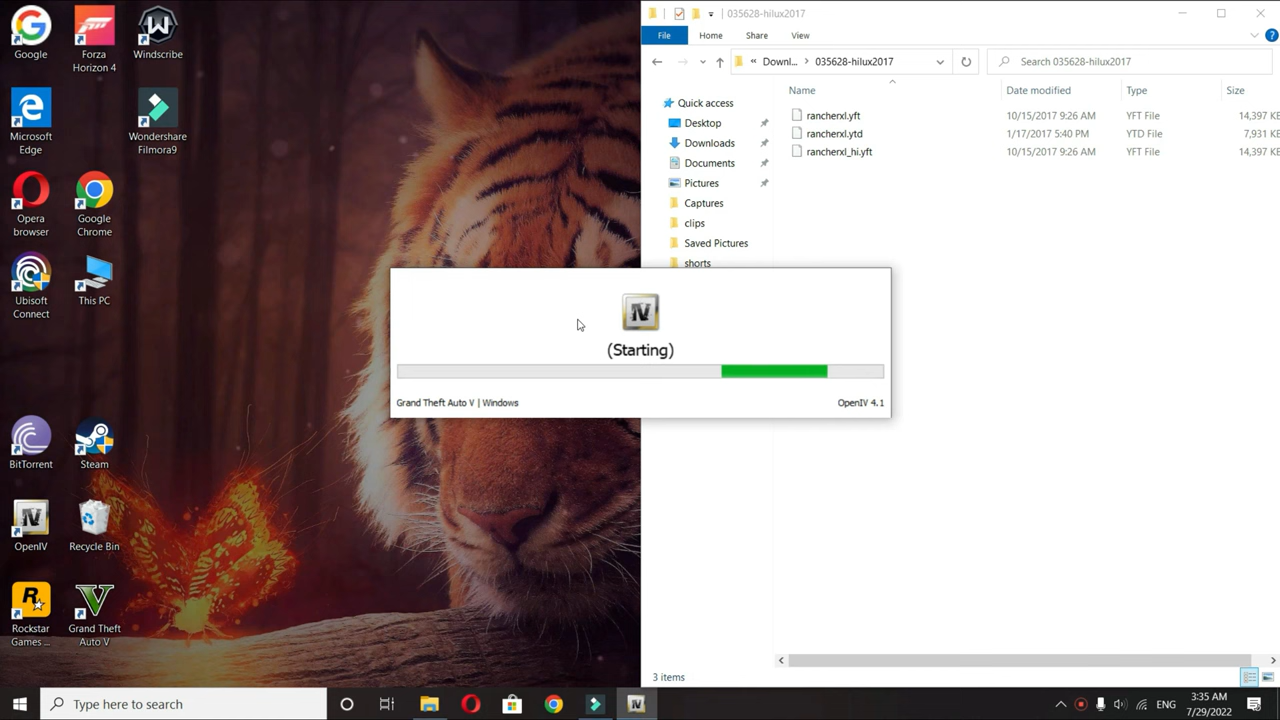 Google
Forza
Horizon 4
Windscribe
Microsoft
Edge
Wondershare
Filmora9
Opera
browser
Google
Chrome
Ubisoft
Connect
This PC
BitTorrent
Steam
OpenIV
Recycle Bin
Rockstar
Games ...
Grand Theft
Auto V
035628-hilux2017
File
Home
Share
View
« Downl... › 035628-hilux2017
Search 035628-hilux2017
Name
Date modified
Type
Size
Quick access
Desktop
Downloads
Documents
Pictures
Captures
clips
Saved Pictures
shorts
rancherxl.yft 10/15/2017 9:26 AM YFT File 14,397 KB
rancherxl.ytd 1/17/2017 5:40 PM YTD File 7,931 KB
rancherxl_hi.yft 10/15/2017 9:26 AM YFT File 14,397 KB
IV
(Starting)
Grand Theft Auto V | Windows
OpenIV 4.1
3 items
Type here to search
ENG
3:35 AM
7/29/2022